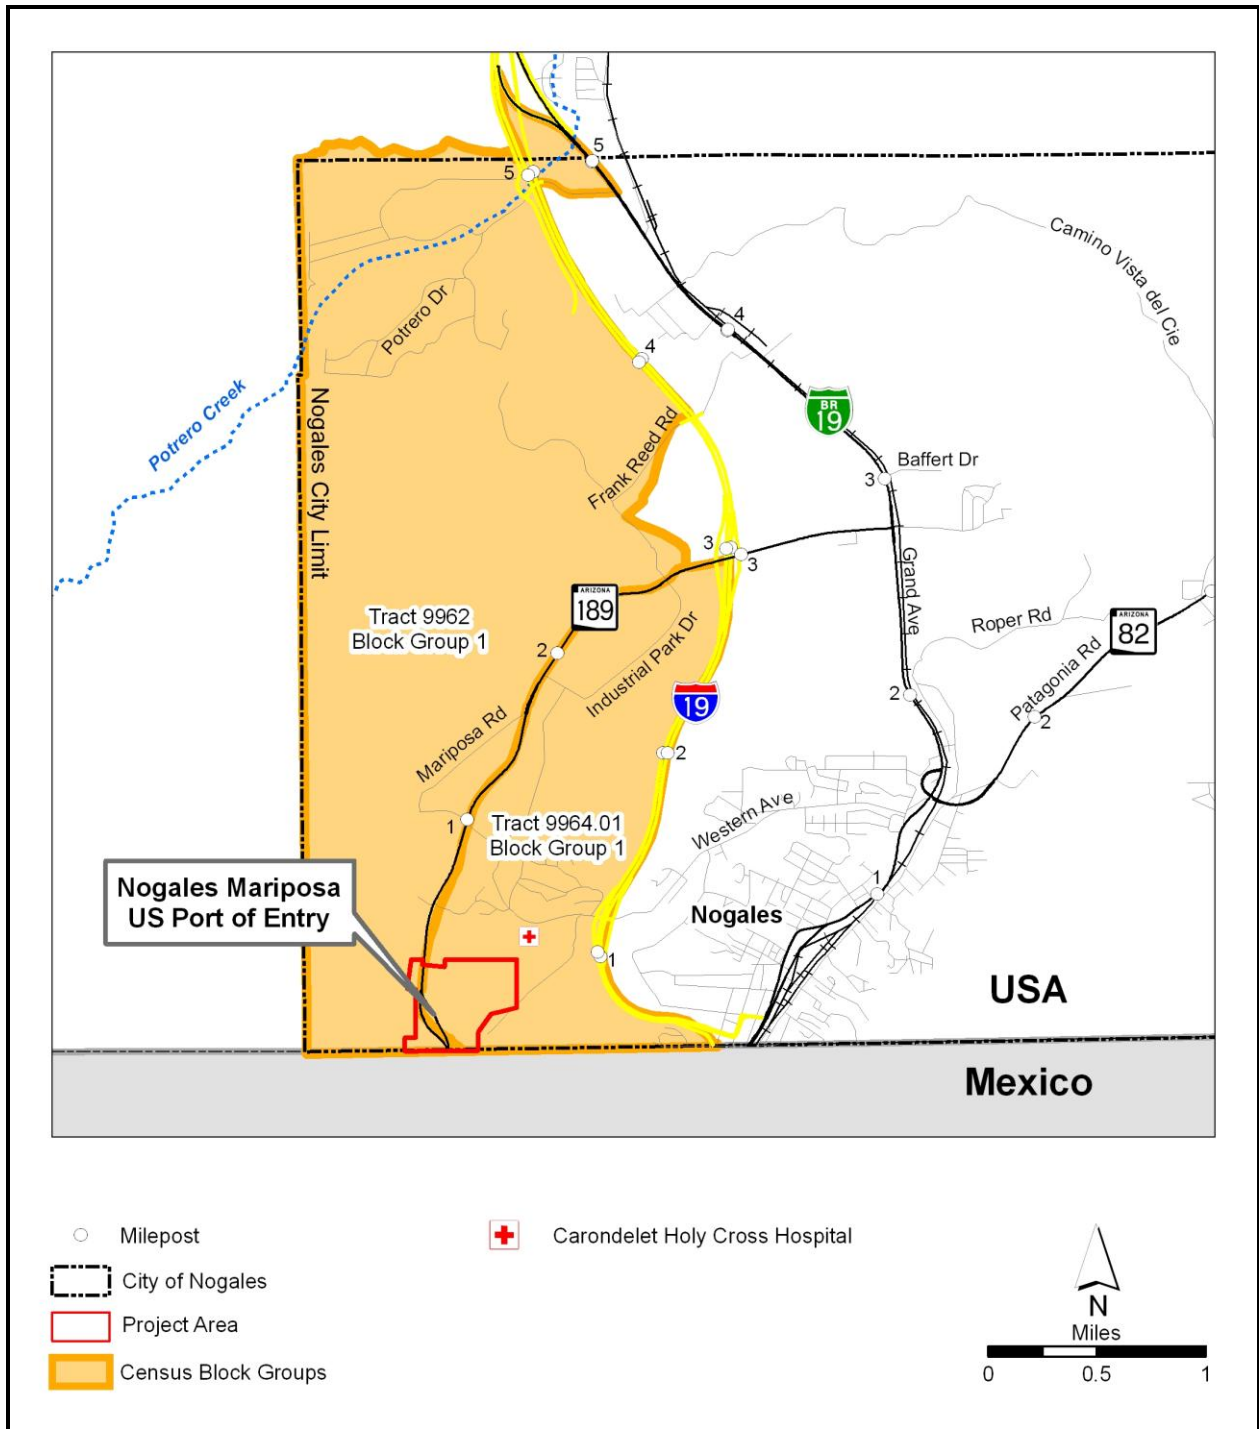 5
5
Camino Vista del Cie
Potrero Dr
4
4
BR
19
Potrero Creek
Nogales City Limit
Frank Reed Rd
Baffert Dr
3
3
3
Grand Ave
ARIZONA
189
Tract 9962
Block Group 1
Industrial Park Dr
Roper Rd
ARIZONA
82
Patagonia Rd
2
2
2
19
2
Mariposa Rd
Western Ave
1
Tract 9964.01
Block Group 1
1
Nogales Mariposa
US Port of Entry
Nogales
1
USA
Mexico
Milepost
City of Nogales
Project Area
Census Block Groups
Carondelet Holy Cross Hospital
N
Miles
0 0.5 1